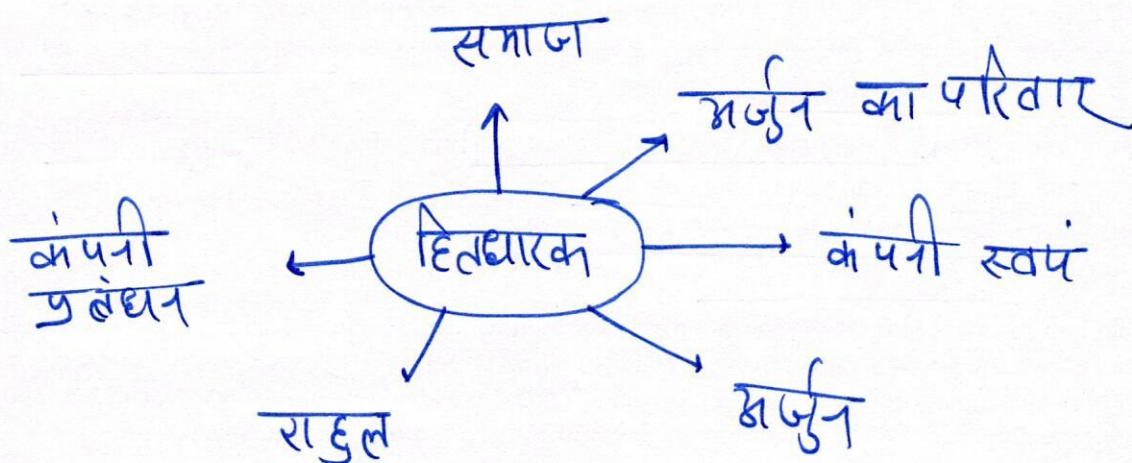 समाज
अर्जुन का परिवार
कंपनी
प्रबंधन
हितधारक
कंपनी स्वयं
राहुल
अर्जुन